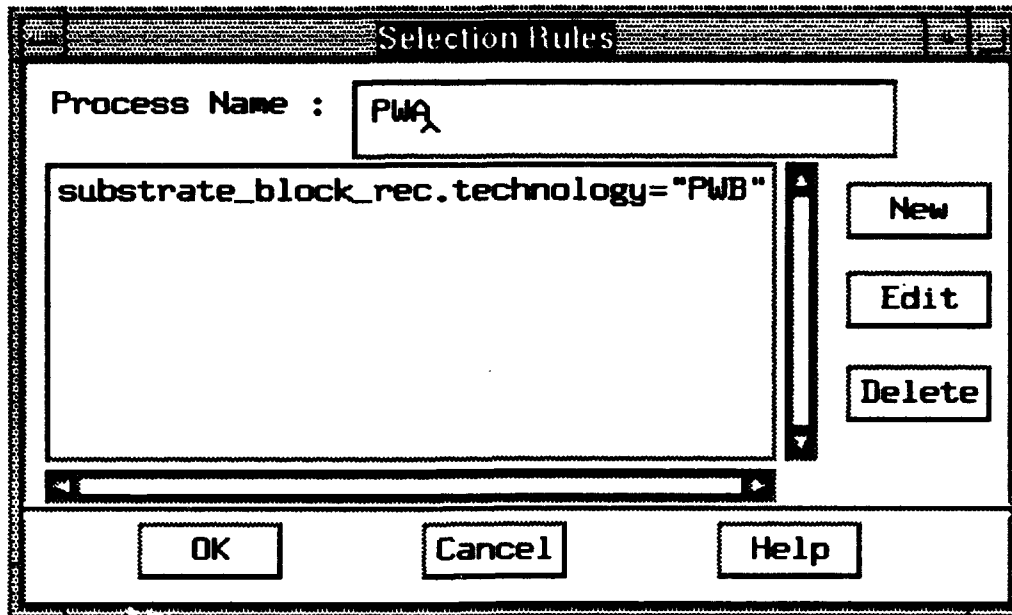 Selection Rules
Process Name : PWA
substrate_block_rec.technology="PWB"
New
Edit
Delete
OK
Cancel
Help